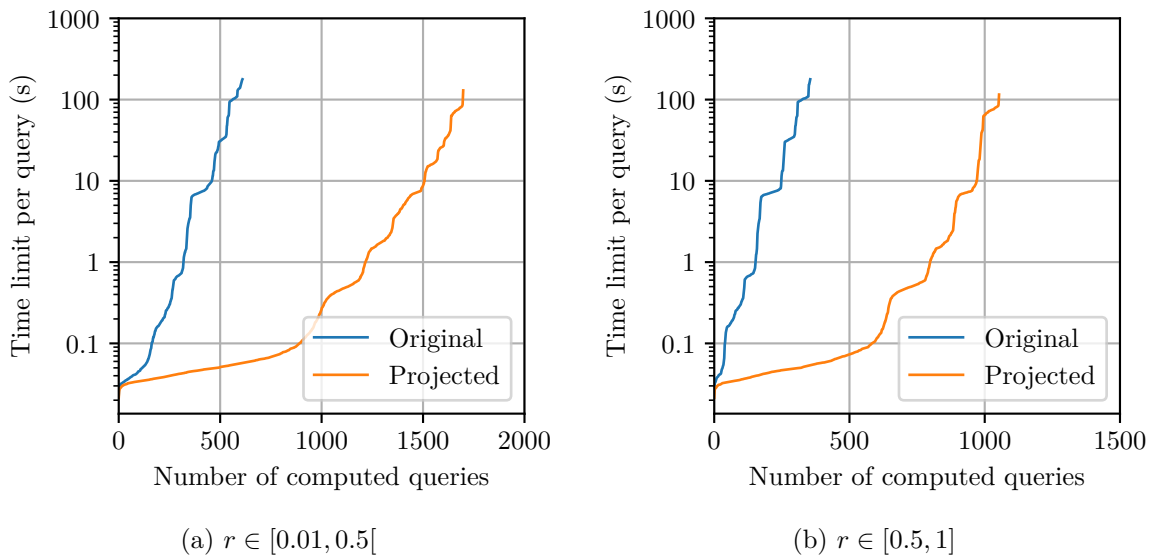 1000
100
10
1
0.1
Time limit per query (s)
0
500
1000
1500
2000
Number of computed queries
Original
Projected
(a) r ∈ [0.01, 0.5[
1000
100
10
1
0.1
Time limit per query (s)
0
500
1000
1500
Number of computed queries
Original
Projected
(b) r ∈ [0.5, 1]